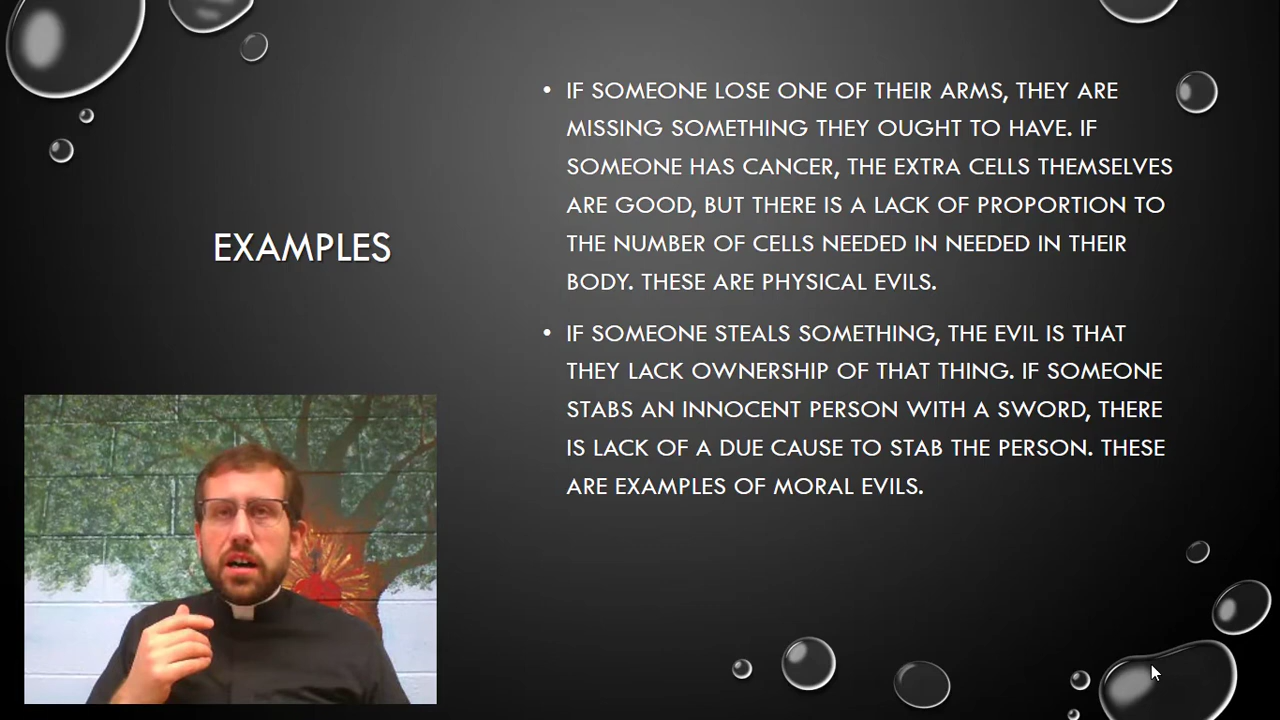 EXAMPLES
• IF SOMEONE LOSE ONE OF THEIR ARMS, THEY ARE
MISSING SOMETHING THEY OUGHT TO HAVE. IF
SOMEONE HAS CANCER, THE EXTRA CELLS THEMSELVES
ARE GOOD, BUT THERE IS A LACK OF PROPORTION TO
THE NUMBER OF CELLS NEEDED IN NEEDED IN THEIR
BODY. THESE ARE PHYSICAL EVILS.
• IF SOMEONE STEALS SOMETHING, THE EVIL IS THAT
THEY LACK OWNERSHIP OF THAT THING. IF SOMEONE
STABS AN INNOCENT PERSON WITH A SWORD, THERE
IS LACK OF A DUE CAUSE TO STAB THE PERSON. THESE
ARE EXAMPLES OF MORAL EVILS.